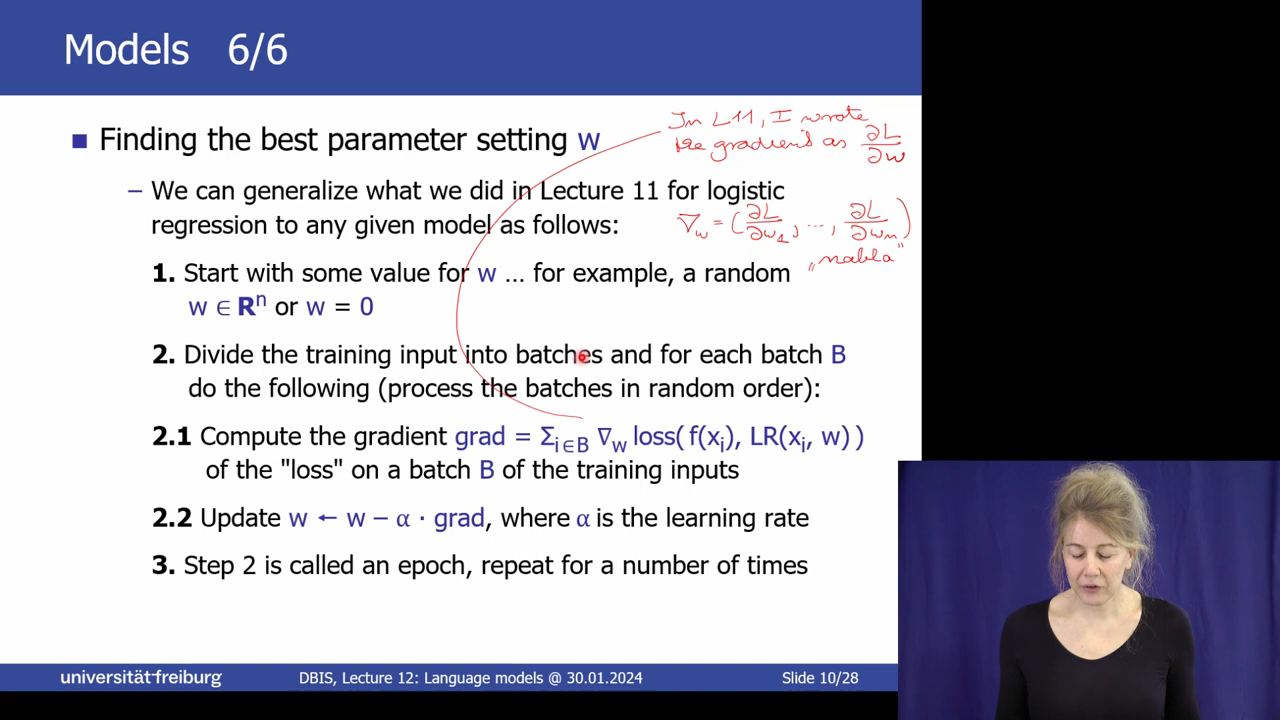 Models 6/6
■ Finding the best parameter setting w
In L11, I wrote
the gradient as ∂L/∂w
– We can generalize what we did in Lecture 11 for logistic
regression to any given model as follows:
∇w = (∂L/∂w1, ..., ∂L/∂wn)
„nabla"
1. Start with some value for w ... for example, a random
w ∈ Rⁿ or w = 0
2. Divide the training input into batches and for each batch B
do the following (process the batches in random order):
2.1 Compute the gradient grad = Σi∈B ∇w loss( f(xi), LR(xi, w) )
of the "loss" on a batch B of the training inputs
2.2 Update w ← w – α · grad, where α is the learning rate
3. Step 2 is called an epoch, repeat for a number of times
universität freiburg
DBIS, Lecture 12: Language models @ 30.01.2024
Slide 10/28